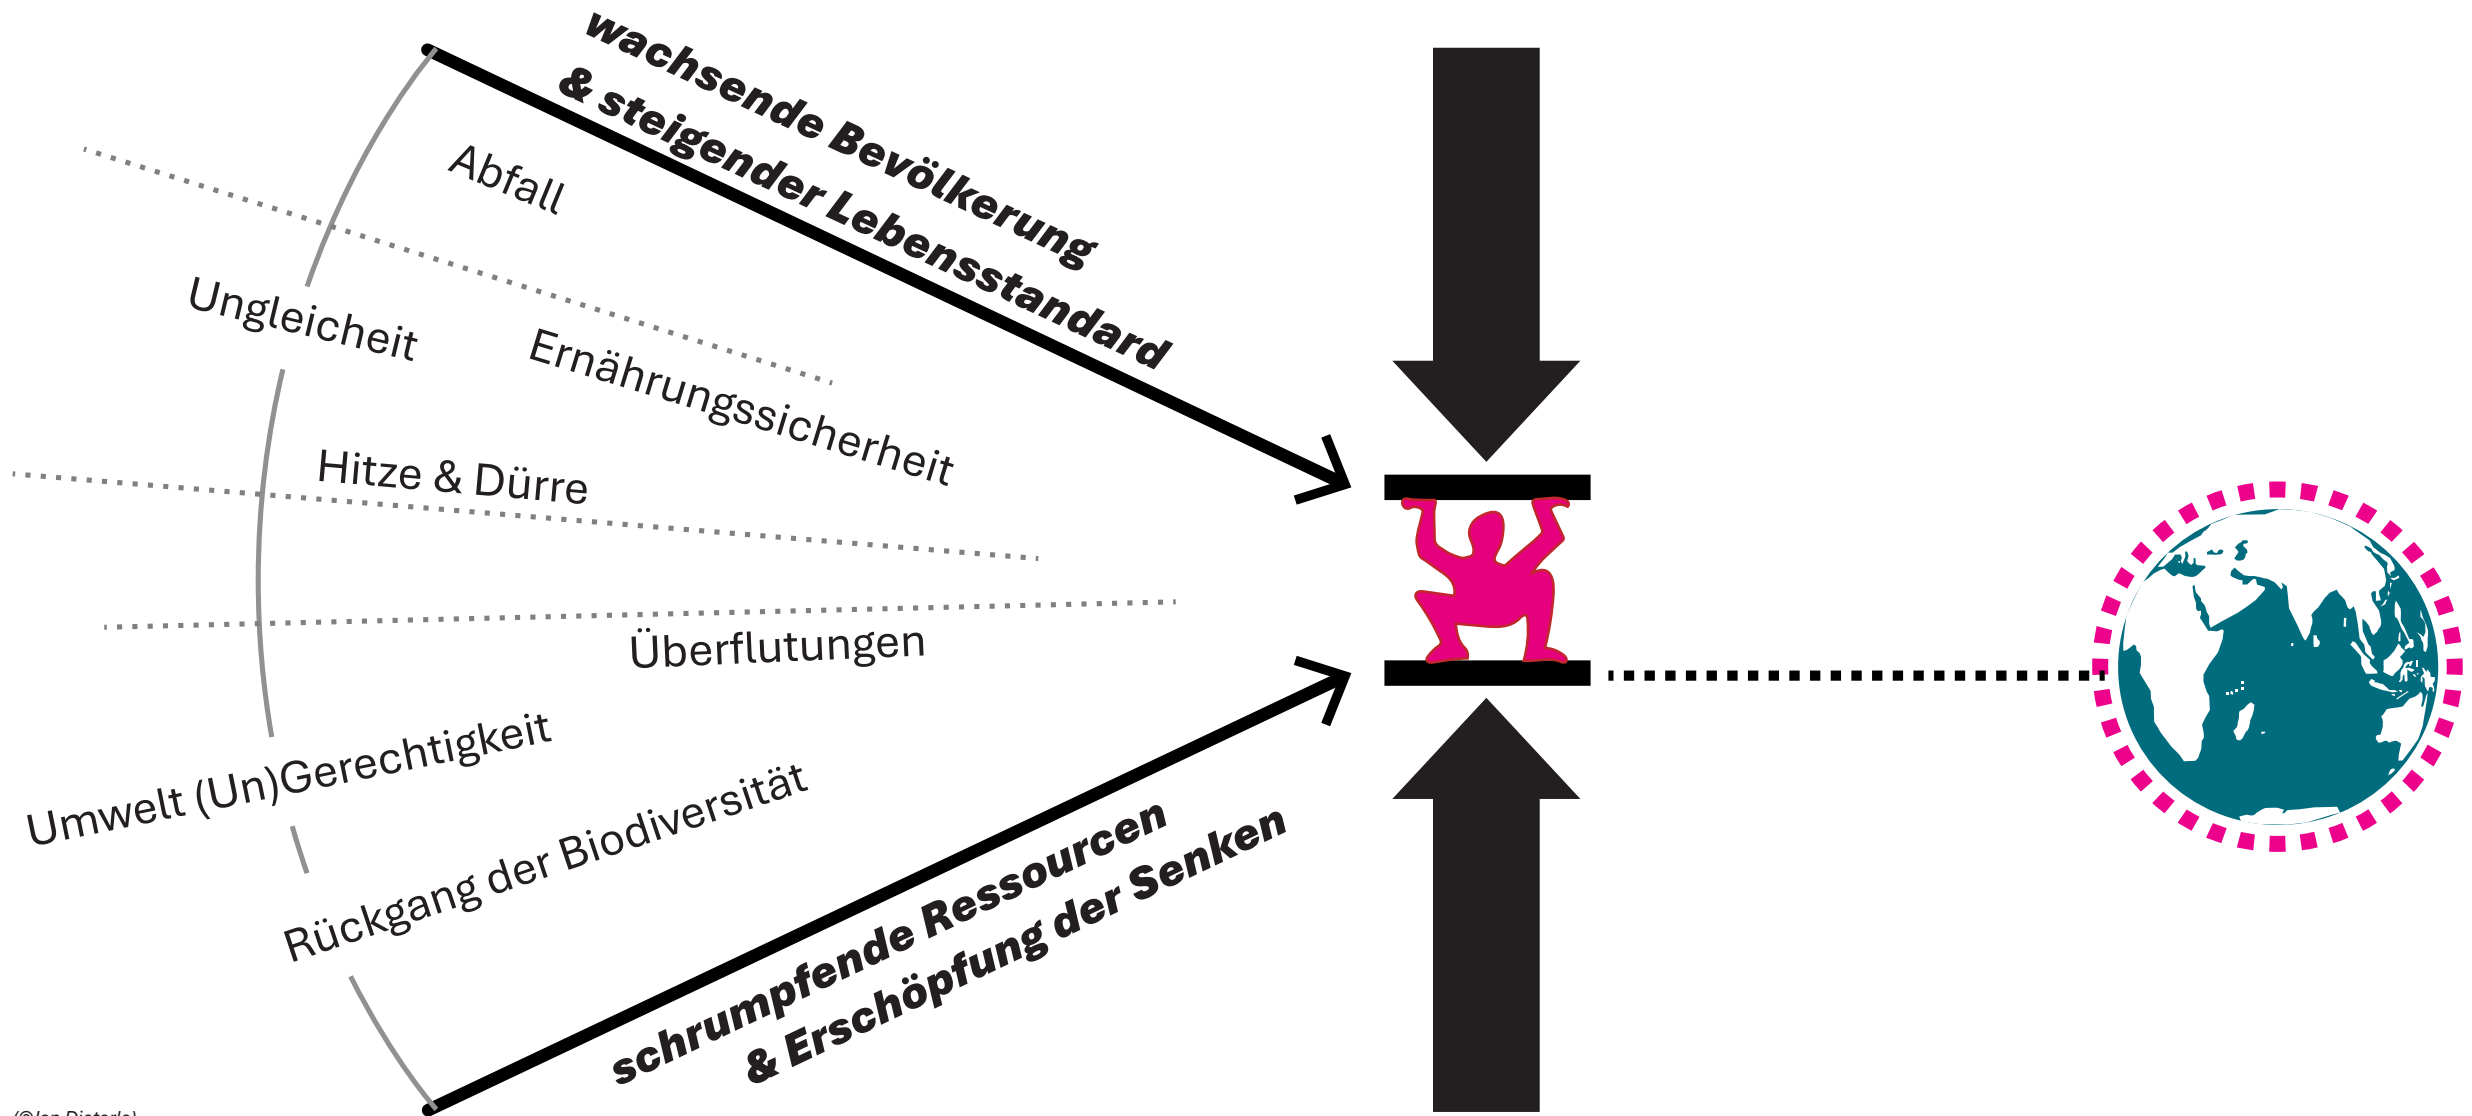 wachsende Bevölkerung
& steigender Lebensstandard
Abfall
Ungleicheit
Ernährungssicherheit
Hitze & Dürre
Überflutungen
Umwelt (Un)Gerechtigkeit
Rückgang der Biodiversität
schrumpfende Ressourcen
& Erschöpfung der Senken